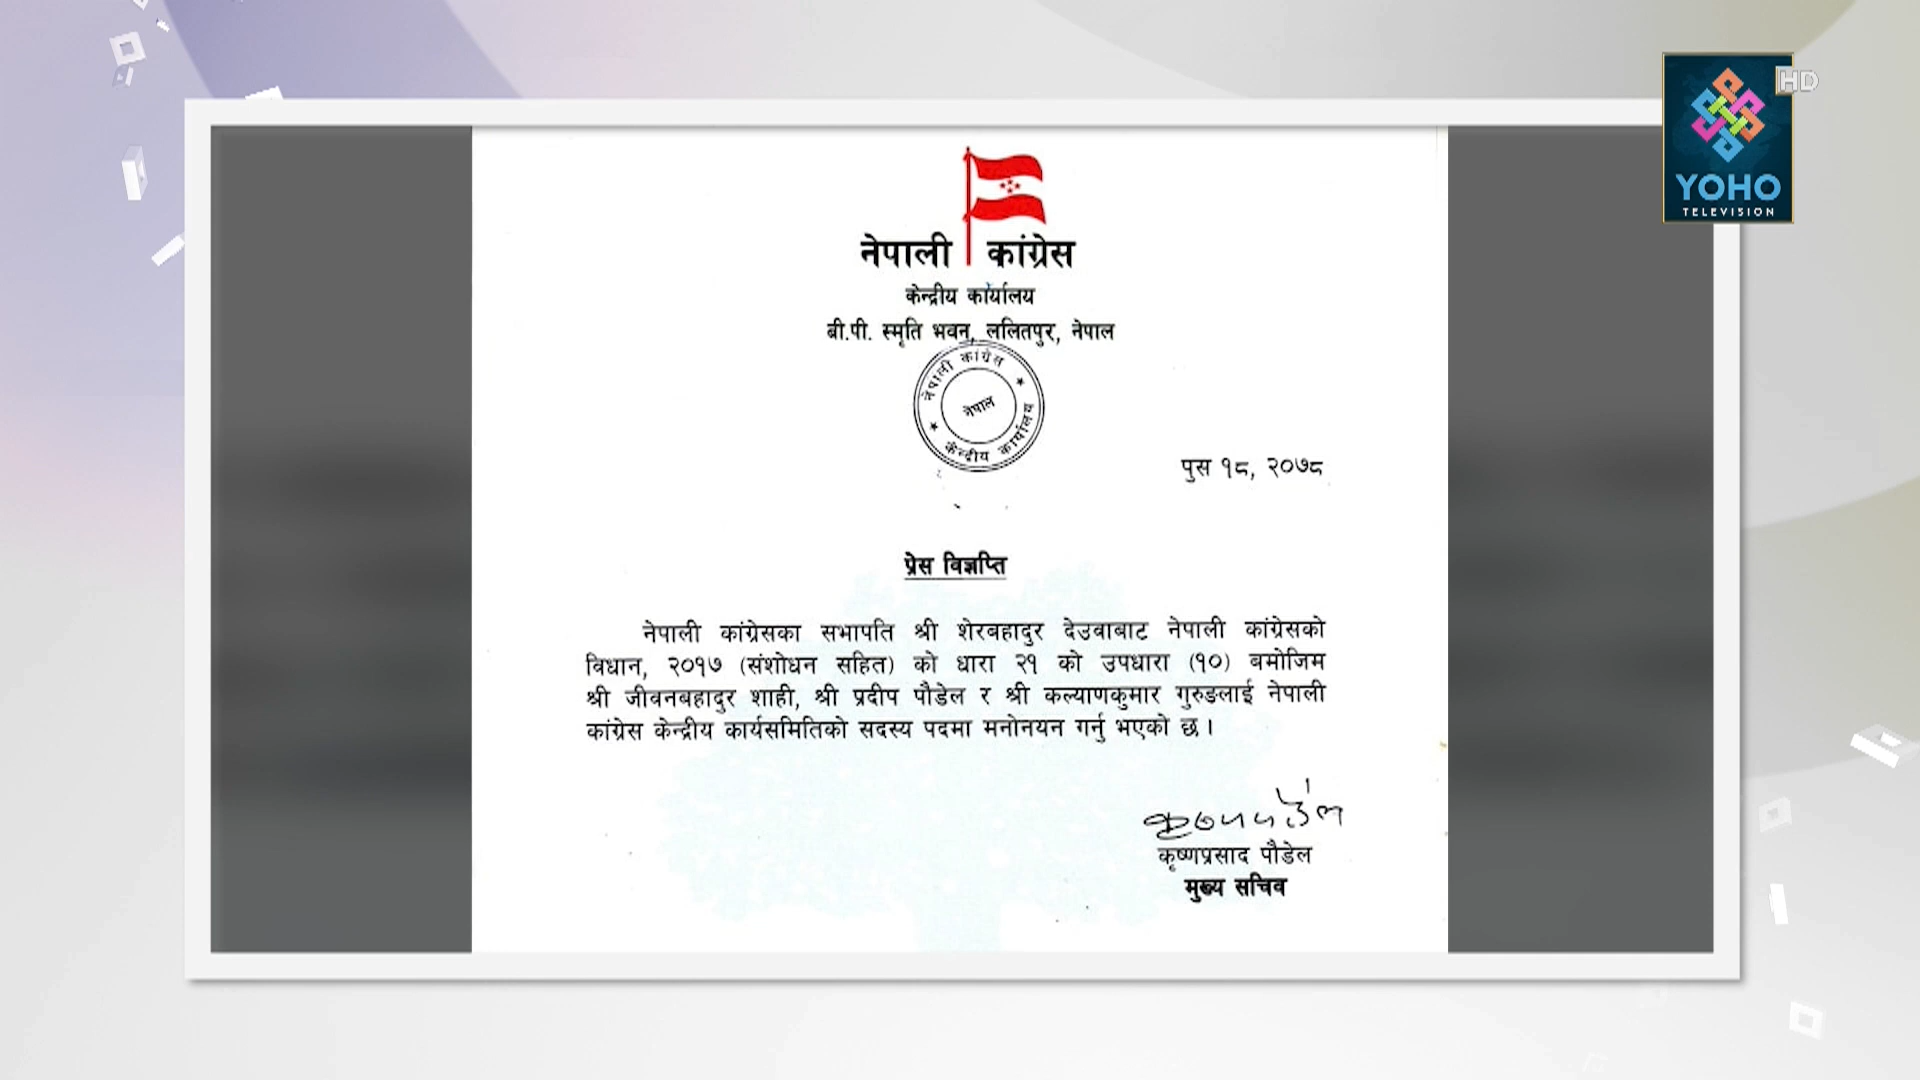 HD
YOHO
TELEVISION
नेपाली कांग्रेस
केन्द्रीय कार्यालय
बी.पी. स्मृति भवन, ललितपुर, नेपाल
नेपाली कांग्रेस
नेपाल
केन्द्रीय कार्यालय
पुस १८, २०७८
प्रेस विज्ञप्ति
नेपाली कांग्रेसका सभापति श्री शेरबहादुर देउवाबाट नेपाली कांग्रेसको
विधान, २०१७ (संशोधन सहित) को धारा २१ को उपधारा (१०) बमोजिम
श्री जीवनबहादुर शाही, श्री प्रदीप पौडेल र श्री कल्याणकुमार गुरुङलाई नेपाली
कांग्रेस केन्द्रीय कार्यसमितिको सदस्य पदमा मनोनयन गर्नु भएको छ ।
कृष्णप्रसाद पौडेल
मुख्य सचिव